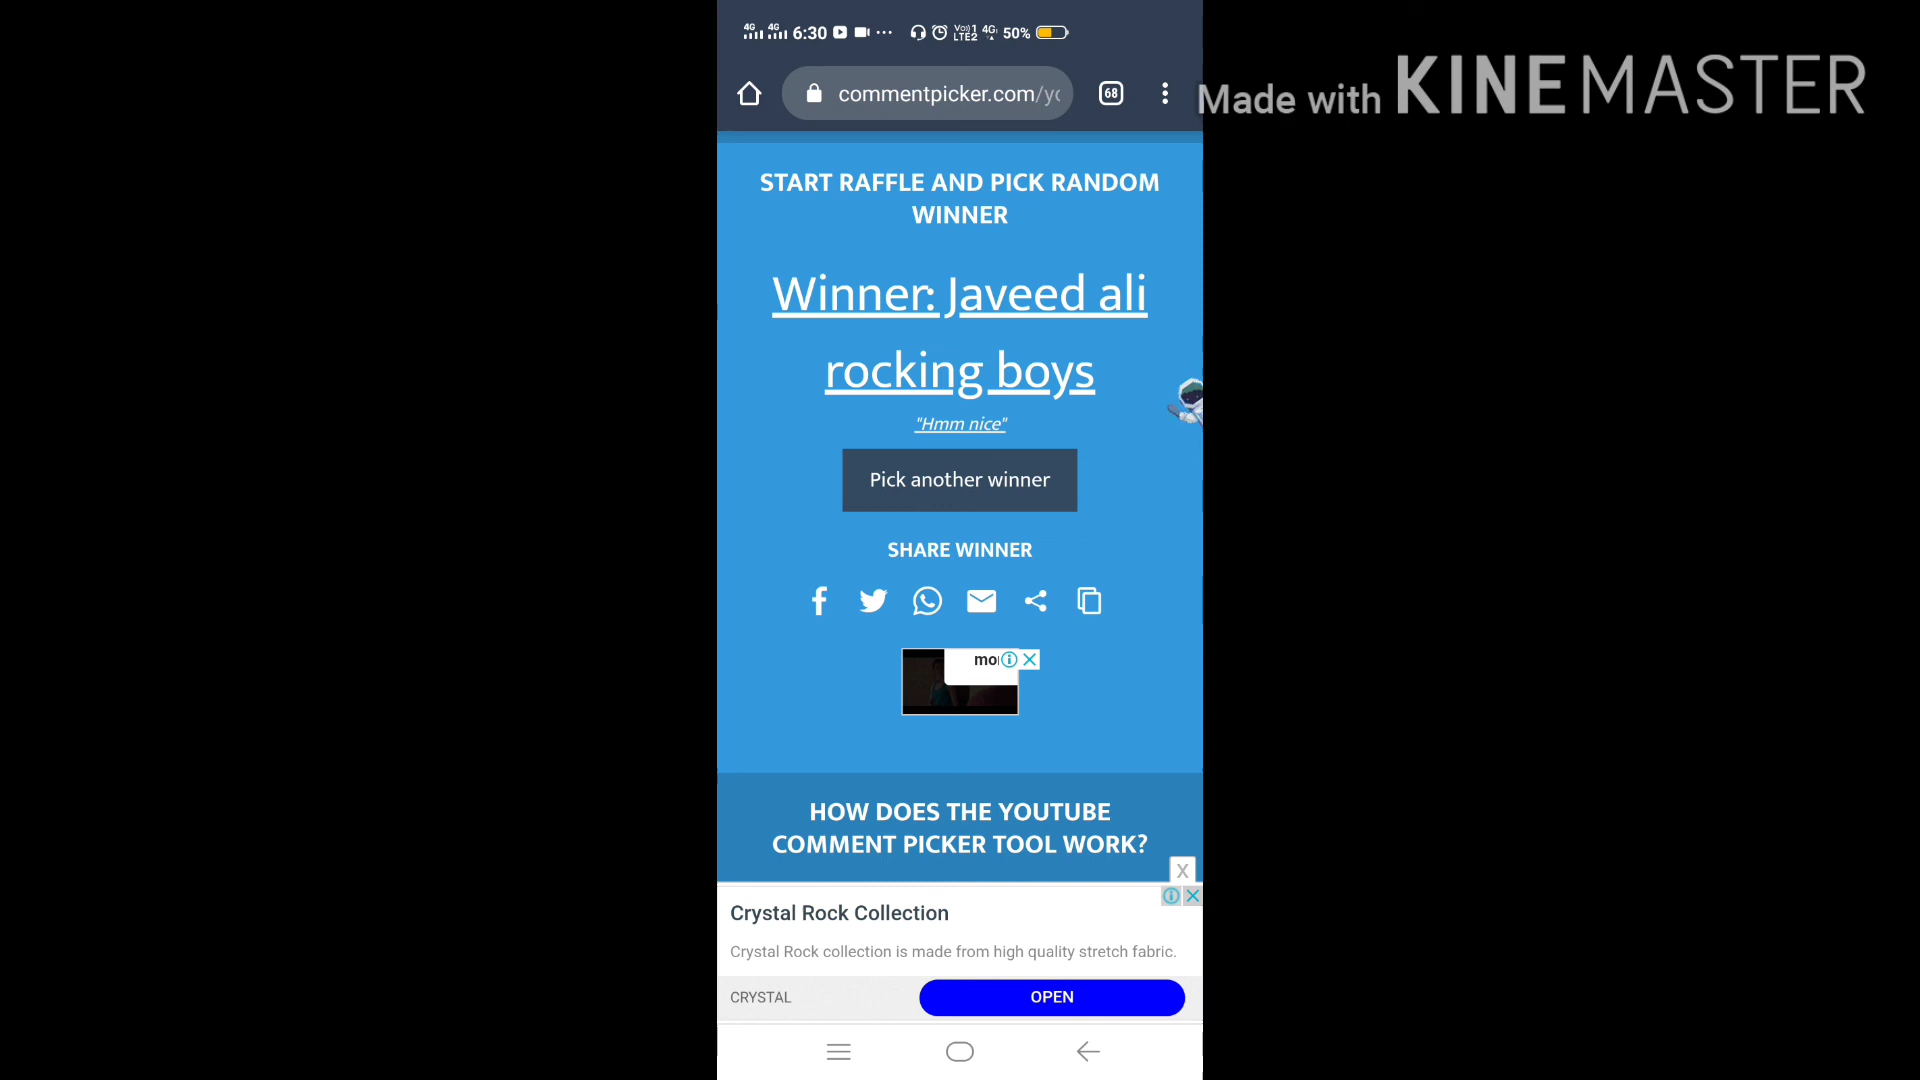 4G 4G 6:30 Vo))1 LTE2 4G 50%
commentpicker.com/yo
68
Made with KINEMASTER
START RAFFLE AND PICK RANDOM
WINNER
Winner: Javeed ali
rocking boys
"Hmm nice"
Pick another winner
SHARE WINNER
HOW DOES THE YOUTUBE
COMMENT PICKER TOOL WORK?
X
Crystal Rock Collection
Crystal Rock collection is made from high quality stretch fabric.
CRYSTAL
OPEN